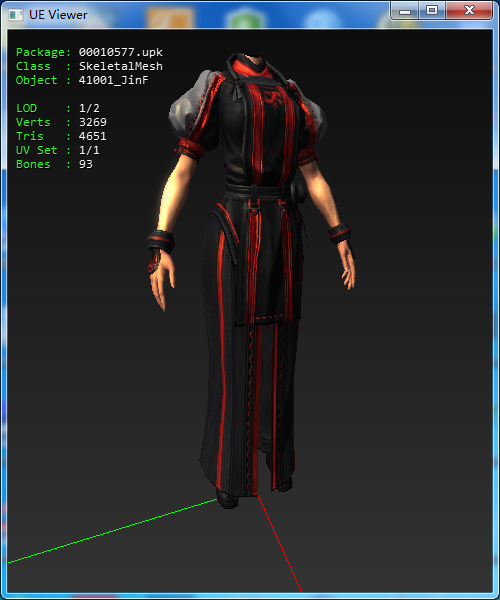 UE Viewer
Package: 00010577.upk
Class : SkeletalMesh
Object : 41001_JinF
LOD : 1/2
Verts : 3269
Tris : 4651
UV Set : 1/1
Bones : 93